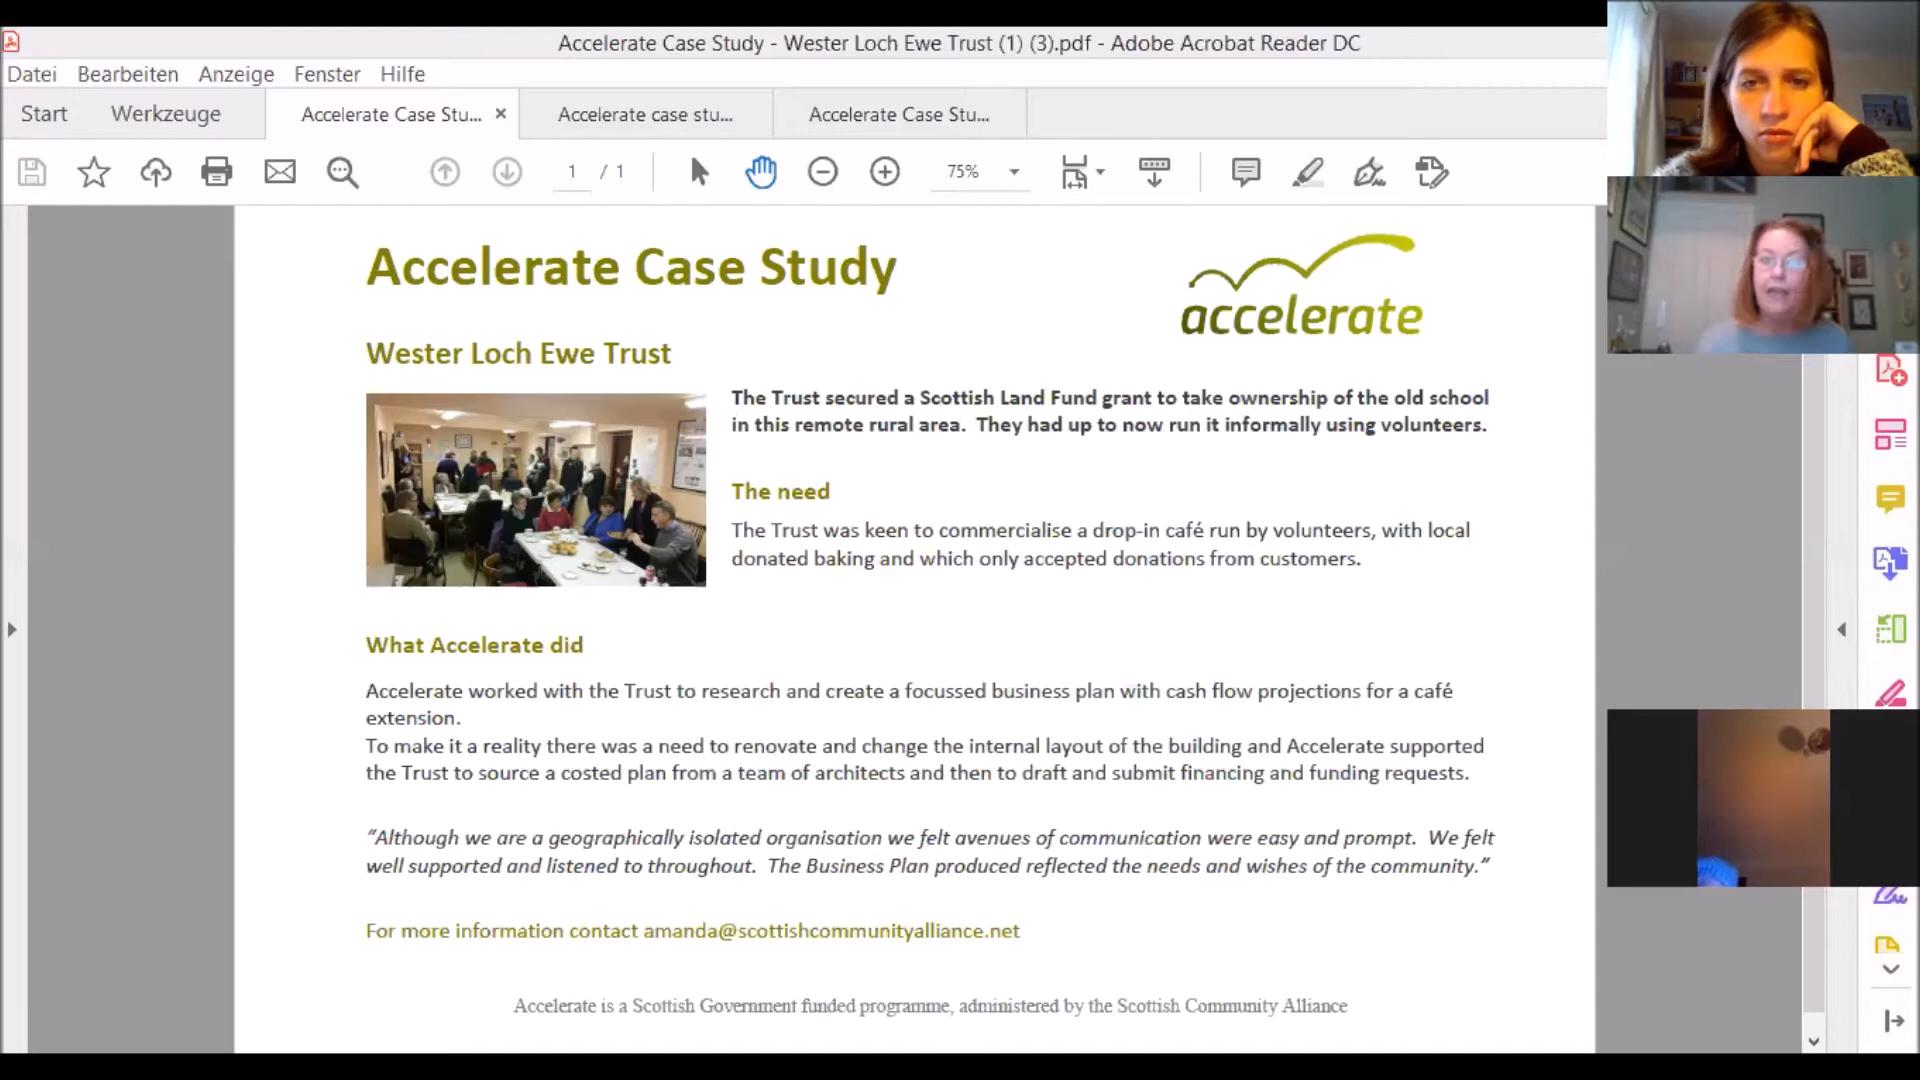 Accelerate Case Study - Wester Loch Ewe Trust (1) (3).pdf - Adobe Acrobat Reader DC
Datei Bearbeiten Anzeige Fenster Hilfe
Start Werkzeuge Accelerate Case Stu... × Accelerate case stu... Accelerate Case Stu...
1 / 1 75%
Accelerate Case Study
accelerate
Wester Loch Ewe Trust
The Trust secured a Scottish Land Fund grant to take ownership of the old school
in this remote rural area. They had up to now run it informally using volunteers.
The need
The Trust was keen to commercialise a drop-in café run by volunteers, with local
donated baking and which only accepted donations from customers.
What Accelerate did
Accelerate worked with the Trust to research and create a focussed business plan with cash flow projections for a café
extension.
To make it a reality there was a need to renovate and change the internal layout of the building and Accelerate supported
the Trust to source a costed plan from a team of architects and then to draft and submit financing and funding requests.
“Although we are a geographically isolated organisation we felt avenues of communication were easy and prompt. We felt
well supported and listened to throughout. The Business Plan produced reflected the needs and wishes of the community.”
For more information contact amanda@scottishcommunityalliance.net
Accelerate is a Scottish Government funded programme, administered by the Scottish Community Alliance